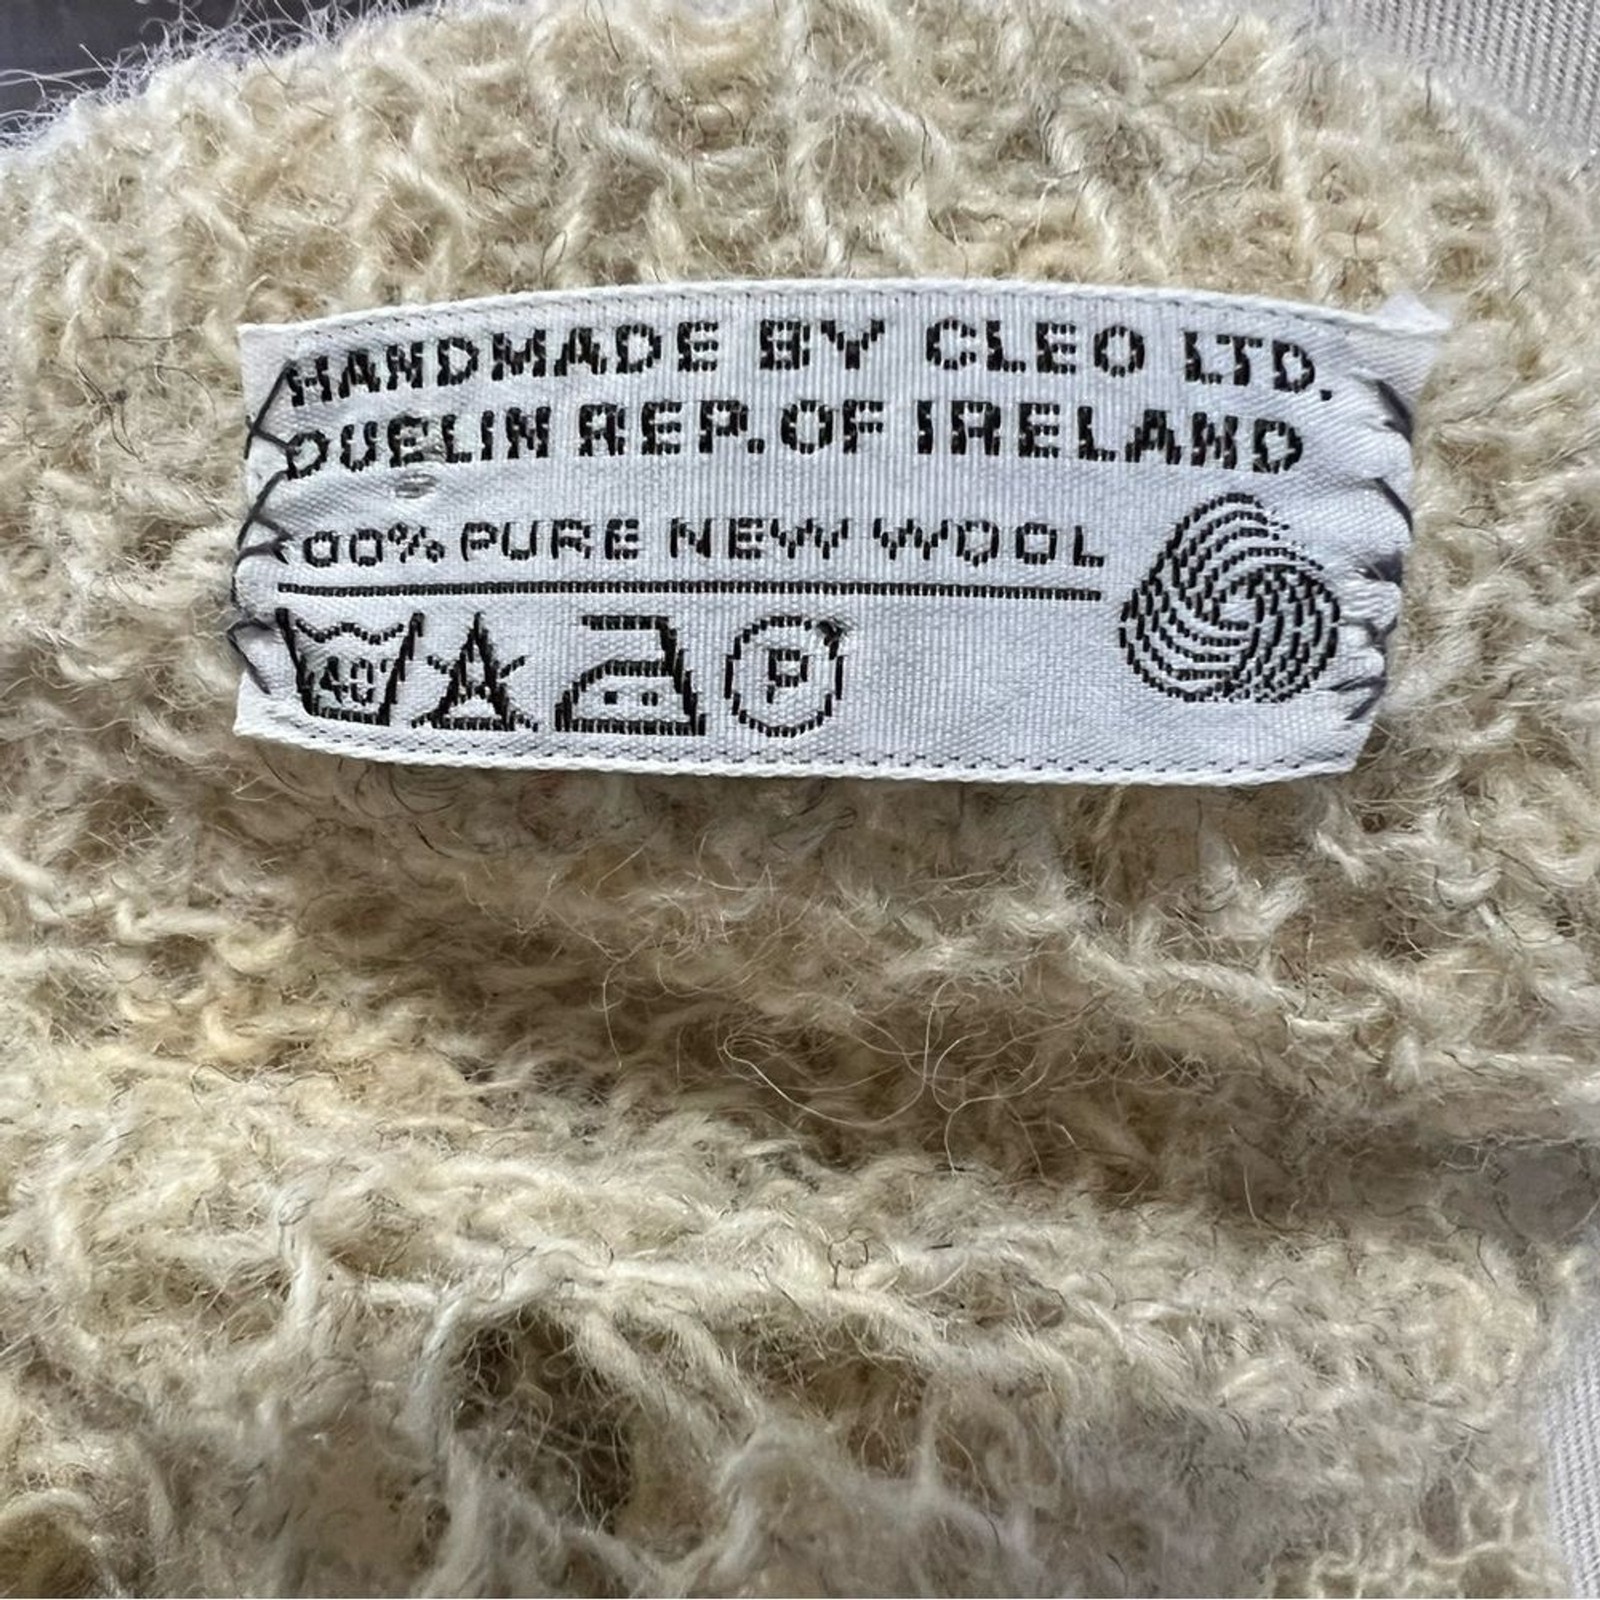 HANDMADE BY CLEO LTD.
DUBLIN REP. OF IRELAND
100% PURE NEW WOOL
40°
A
P